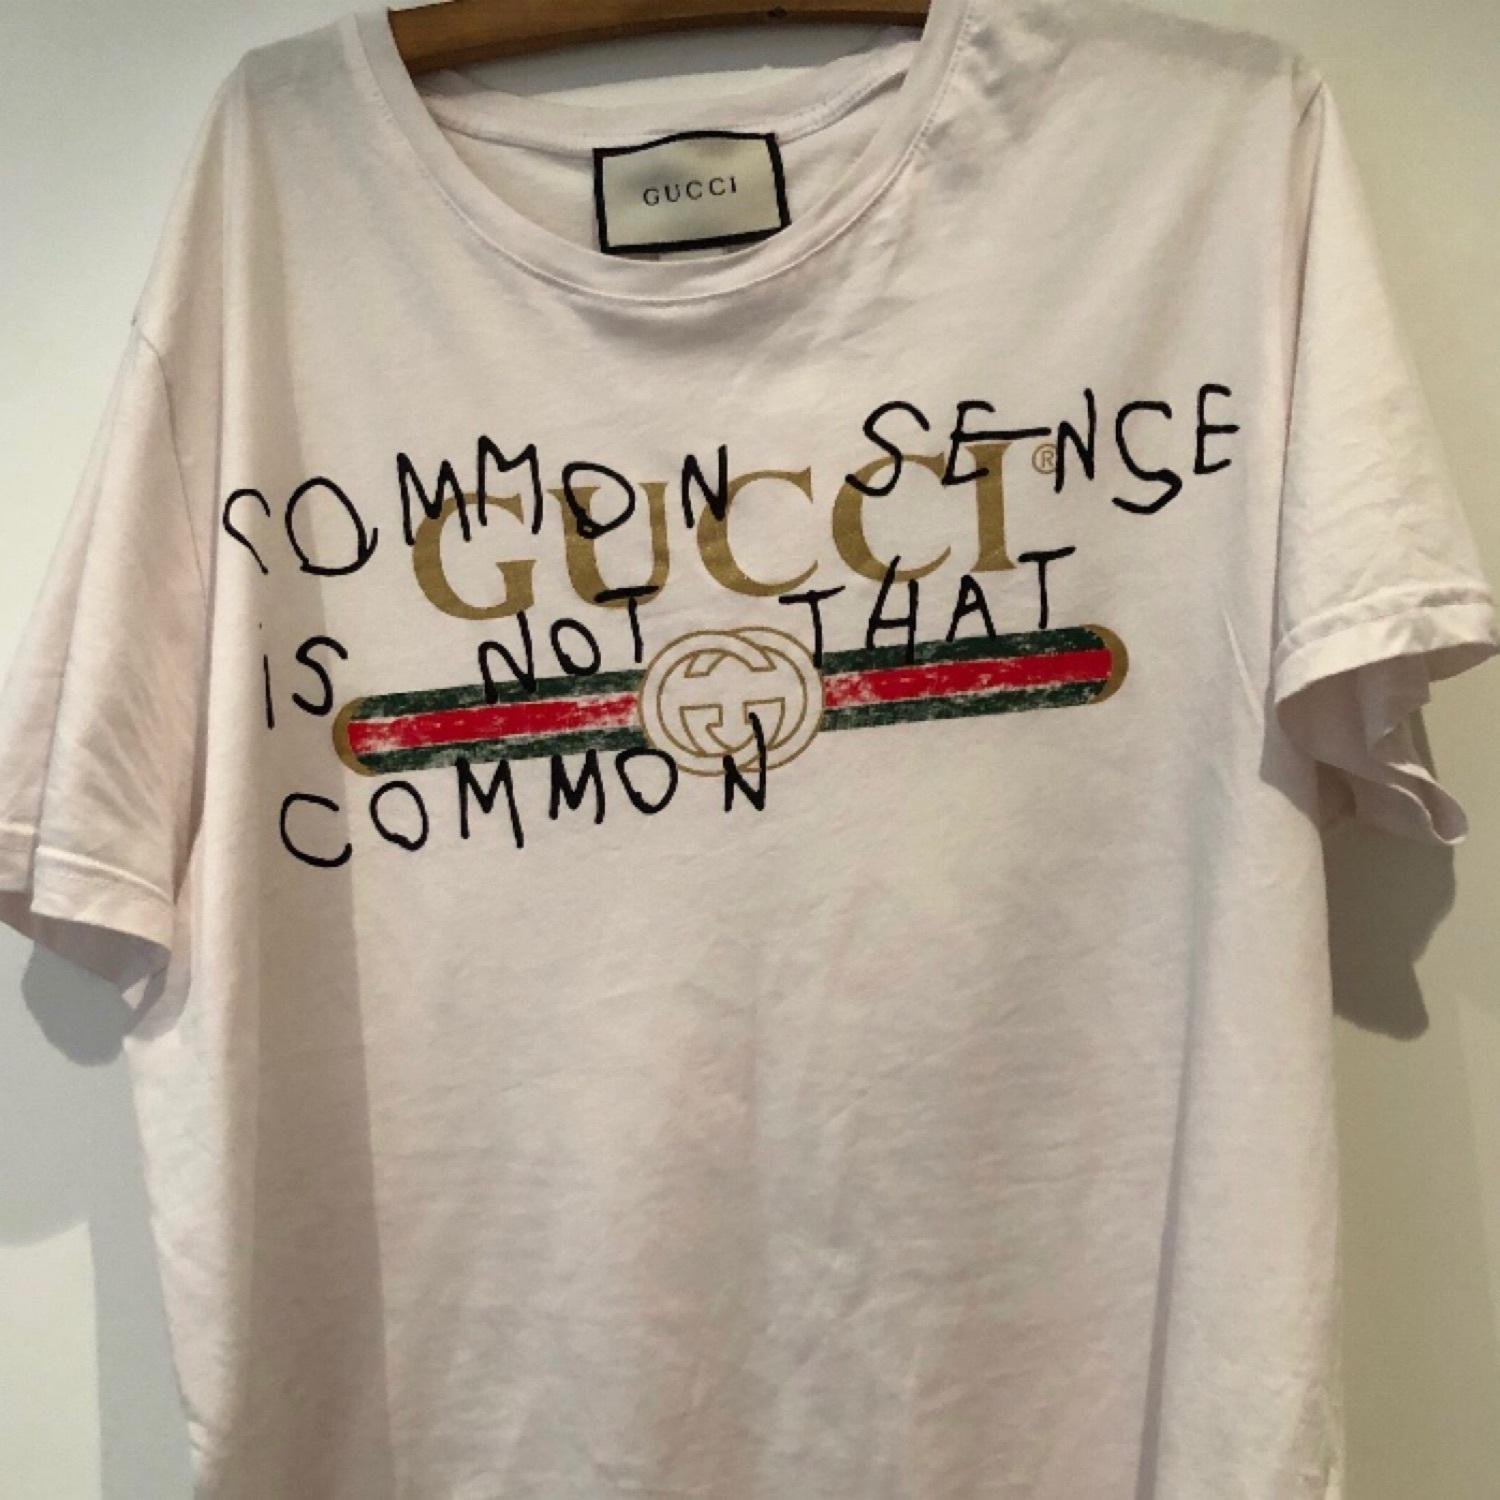 GUCCI
COMMON SENSE
GUCCI ®
IS NOT THAT
COMMON